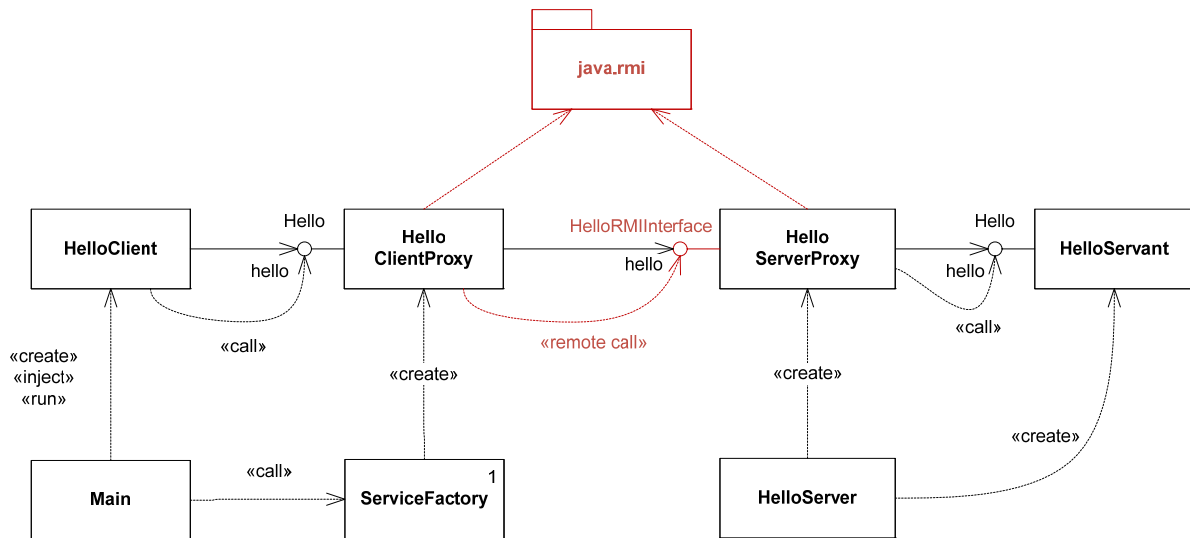 java.rmi
Hello
HelloRMIInterface
Hello
HelloClient
Hello
ClientProxy
Hello
ServerProxy
HelloServant
hello
hello
hello
«call»
«remote call»
«call»
«create»
«inject»
«run»
«create»
«create»
«create»
«call»
Main
1
ServiceFactory
HelloServer